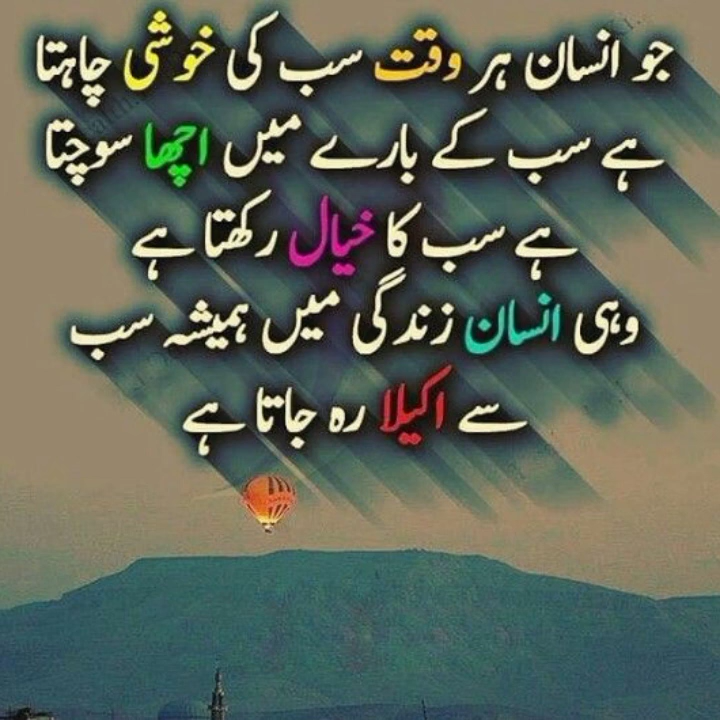 جو انسان ہر وقت سب کی خوشی چاہتا
ہے سب کے بارے میں اچھا سوچتا
ہے سب کا خیال رکھتا ہے
وہی انسان زندگی میں ہمیشہ سب
سے اکیلا رہ جاتا ہے